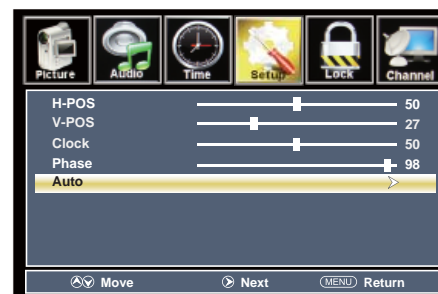 Picture Audio Time Setup Lock Channel
H-POS 50
V-POS 27
Clock 50
Phase 98
Auto
Move Next MENU Return